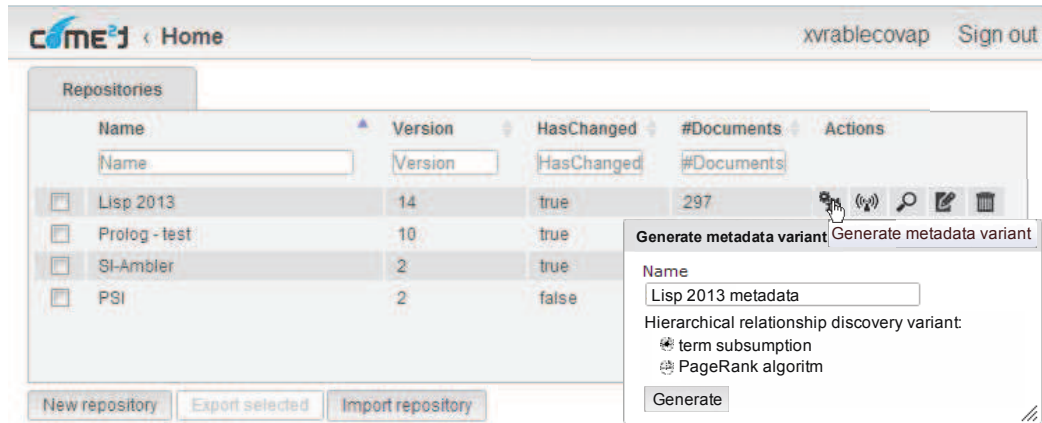 COME²T ‹ Home xvrablecovap Sign out
Repositories
Name Version HasChanged #Documents Actions
Name Version HasChanged #Documents
Lisp 2013 14 true 297
Prolog - test 10 true
SI-Ambler 2 true
PSI 2 false
Generate metadata variant Generate metadata variant
Name
Lisp 2013 metadata
Hierarchical relationship discovery variant:
term subsumption
PageRank algoritm
Generate
New repository Export selected Import repository